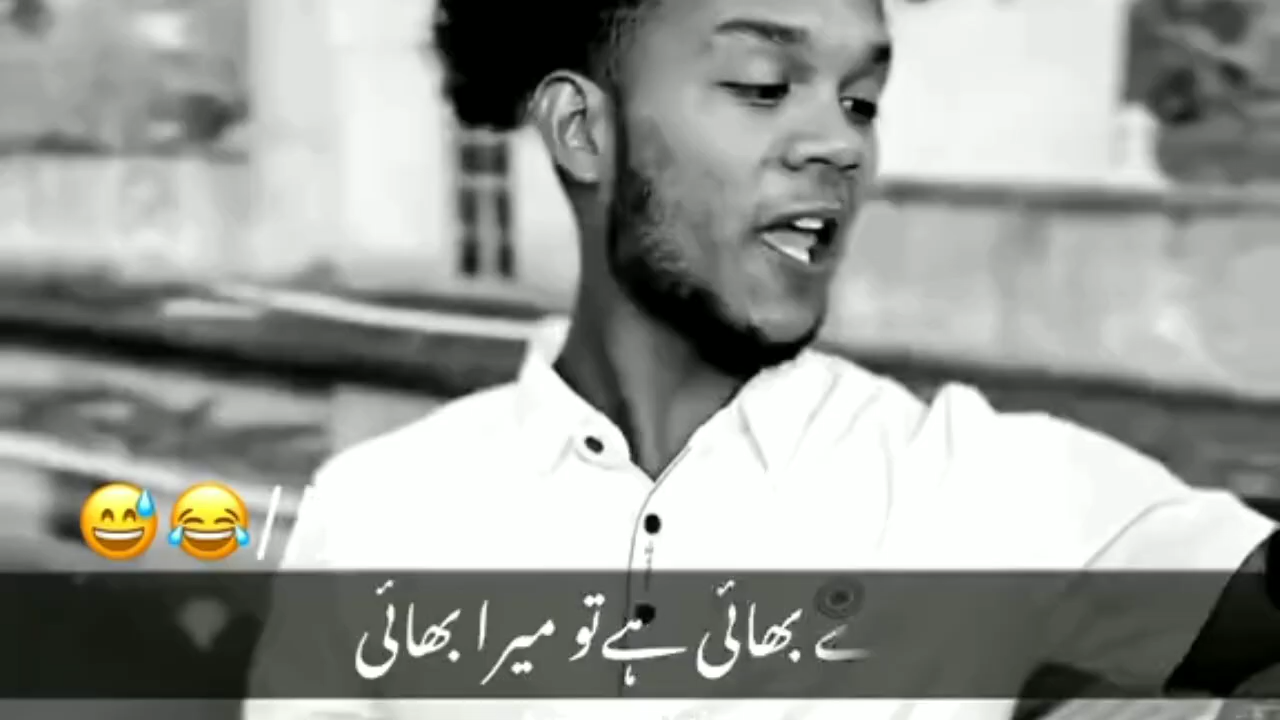 😅😂//
بھائی ہے تو میرا بھائی